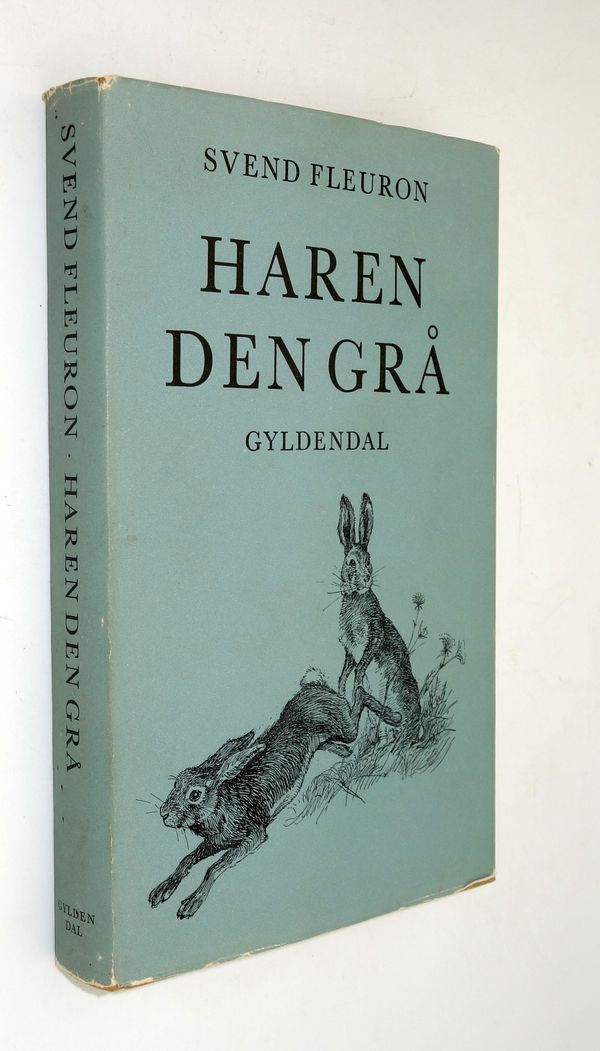 SVEND FLEURON
HAREN
DEN GRÅ
GYLDENDAL
SVEND FLEURON · HAREN DEN GRÅ
GYLDEN
DAL